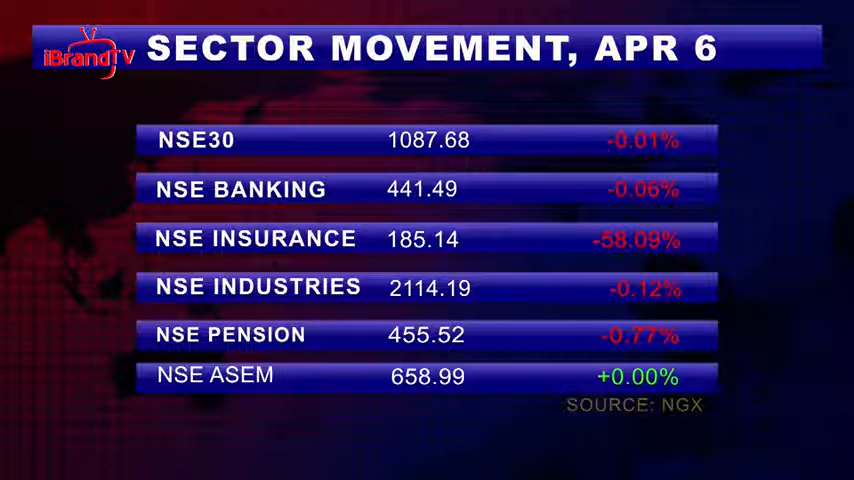 iBrandTV
SECTOR MOVEMENT, APR 6
NSE30 1087.68 -0.01%
NSE BANKING 441.49 -0.06%
NSE INSURANCE 185.14 -58.09%
NSE INDUSTRIES 2114.19 -0.12%
NSE PENSION 455.52 -0.77%
NSE ASEM 658.99 +0.00%
SOURCE: NGX